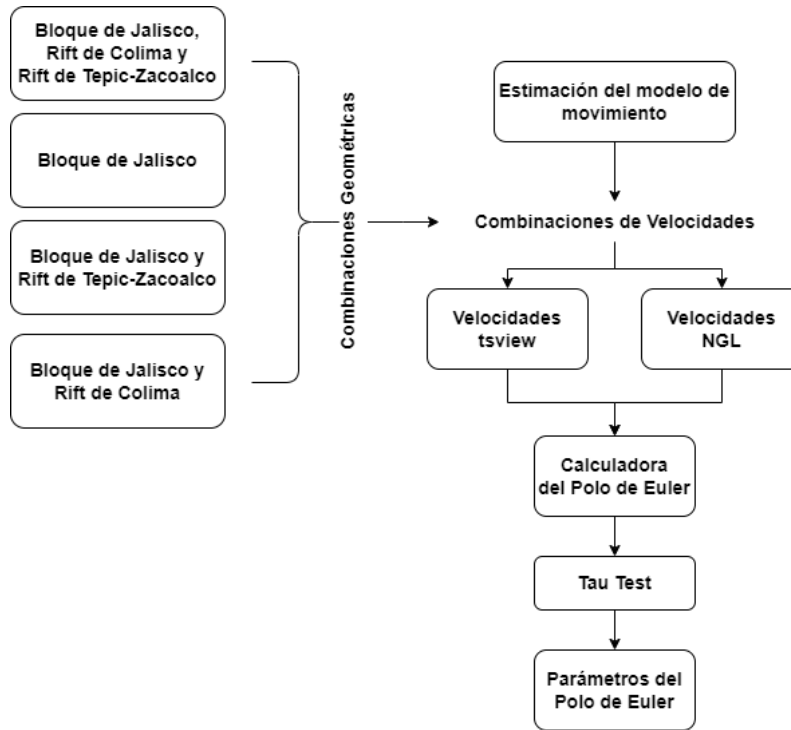 Bloque de Jalisco,
Rift de Colima y
Rift de Tepic-Zacoalco
Bloque de Jalisco
Bloque de Jalisco y
Rift de Tepic-Zacoalco
Bloque de Jalisco y
Rift de Colima
Combinaciones Geométricas
Estimación del modelo de
movimiento
Combinaciones de Velocidades
Velocidades
tsview
Velocidades
NGL
Calculadora
del Polo de Euler
Tau Test
Parámetros del
Polo de Euler